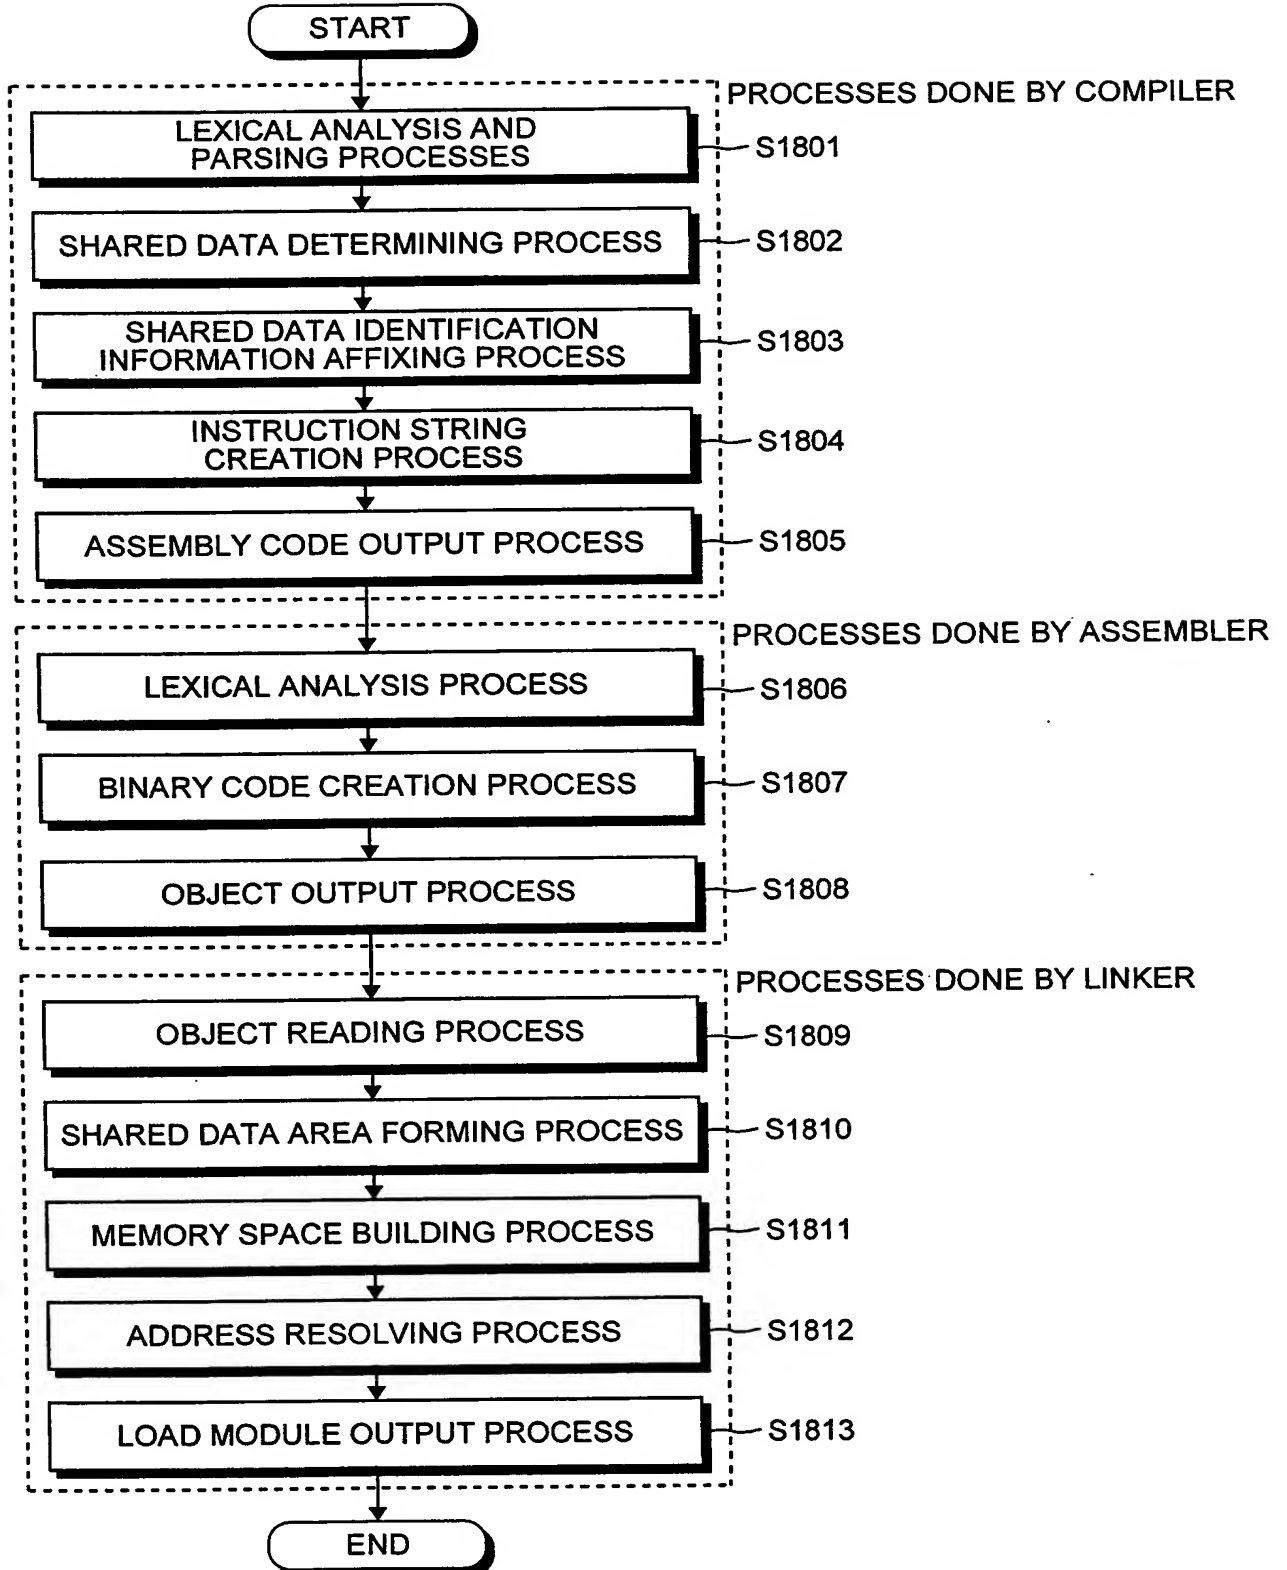 START
PROCESSES DONE BY COMPILER
LEXICAL ANALYSIS AND
PARSING PROCESSES
S1801
SHARED DATA DETERMINING PROCESS
S1802
SHARED DATA IDENTIFICATION
INFORMATION AFFIXING PROCESS
S1803
INSTRUCTION STRING
CREATION PROCESS
S1804
ASSEMBLY CODE OUTPUT PROCESS
S1805
PROCESSES DONE BY ASSEMBLER
LEXICAL ANALYSIS PROCESS
S1806
BINARY CODE CREATION PROCESS
S1807
OBJECT OUTPUT PROCESS
S1808
PROCESSES DONE BY LINKER
OBJECT READING PROCESS
S1809
SHARED DATA AREA FORMING PROCESS
S1810
MEMORY SPACE BUILDING PROCESS
S1811
ADDRESS RESOLVING PROCESS
S1812
LOAD MODULE OUTPUT PROCESS
S1813
END